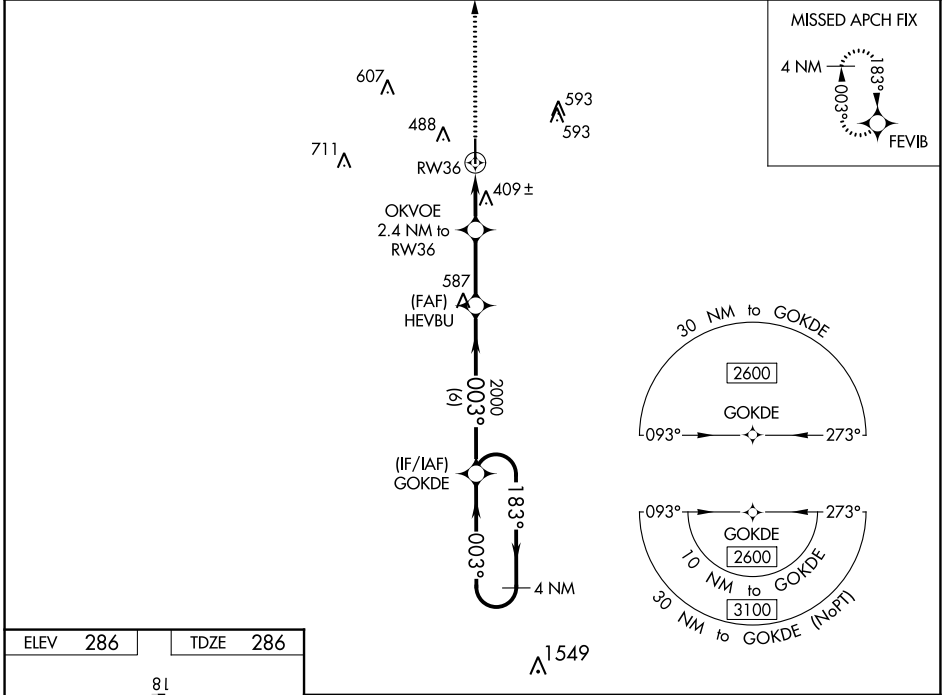 MISSED APCH FIX
4 NM
183°
003°
FEVIB
607
593
593
488
711
RW36
409 ±
OKVOE
2.4 NM to
RW36
587
(FAF)
HEVBU
2000
003°
(6)
(IF/IAF)
GOKDE
183°
003°
4 NM
30 NM to GOKDE
2600
GOKDE
093°
273°
093°
273°
GOKDE
2600
10 NM to GOKDE
3100
30 NM to GOKDE (NoPT)
1549
ELEV 286
TDZE 286
18